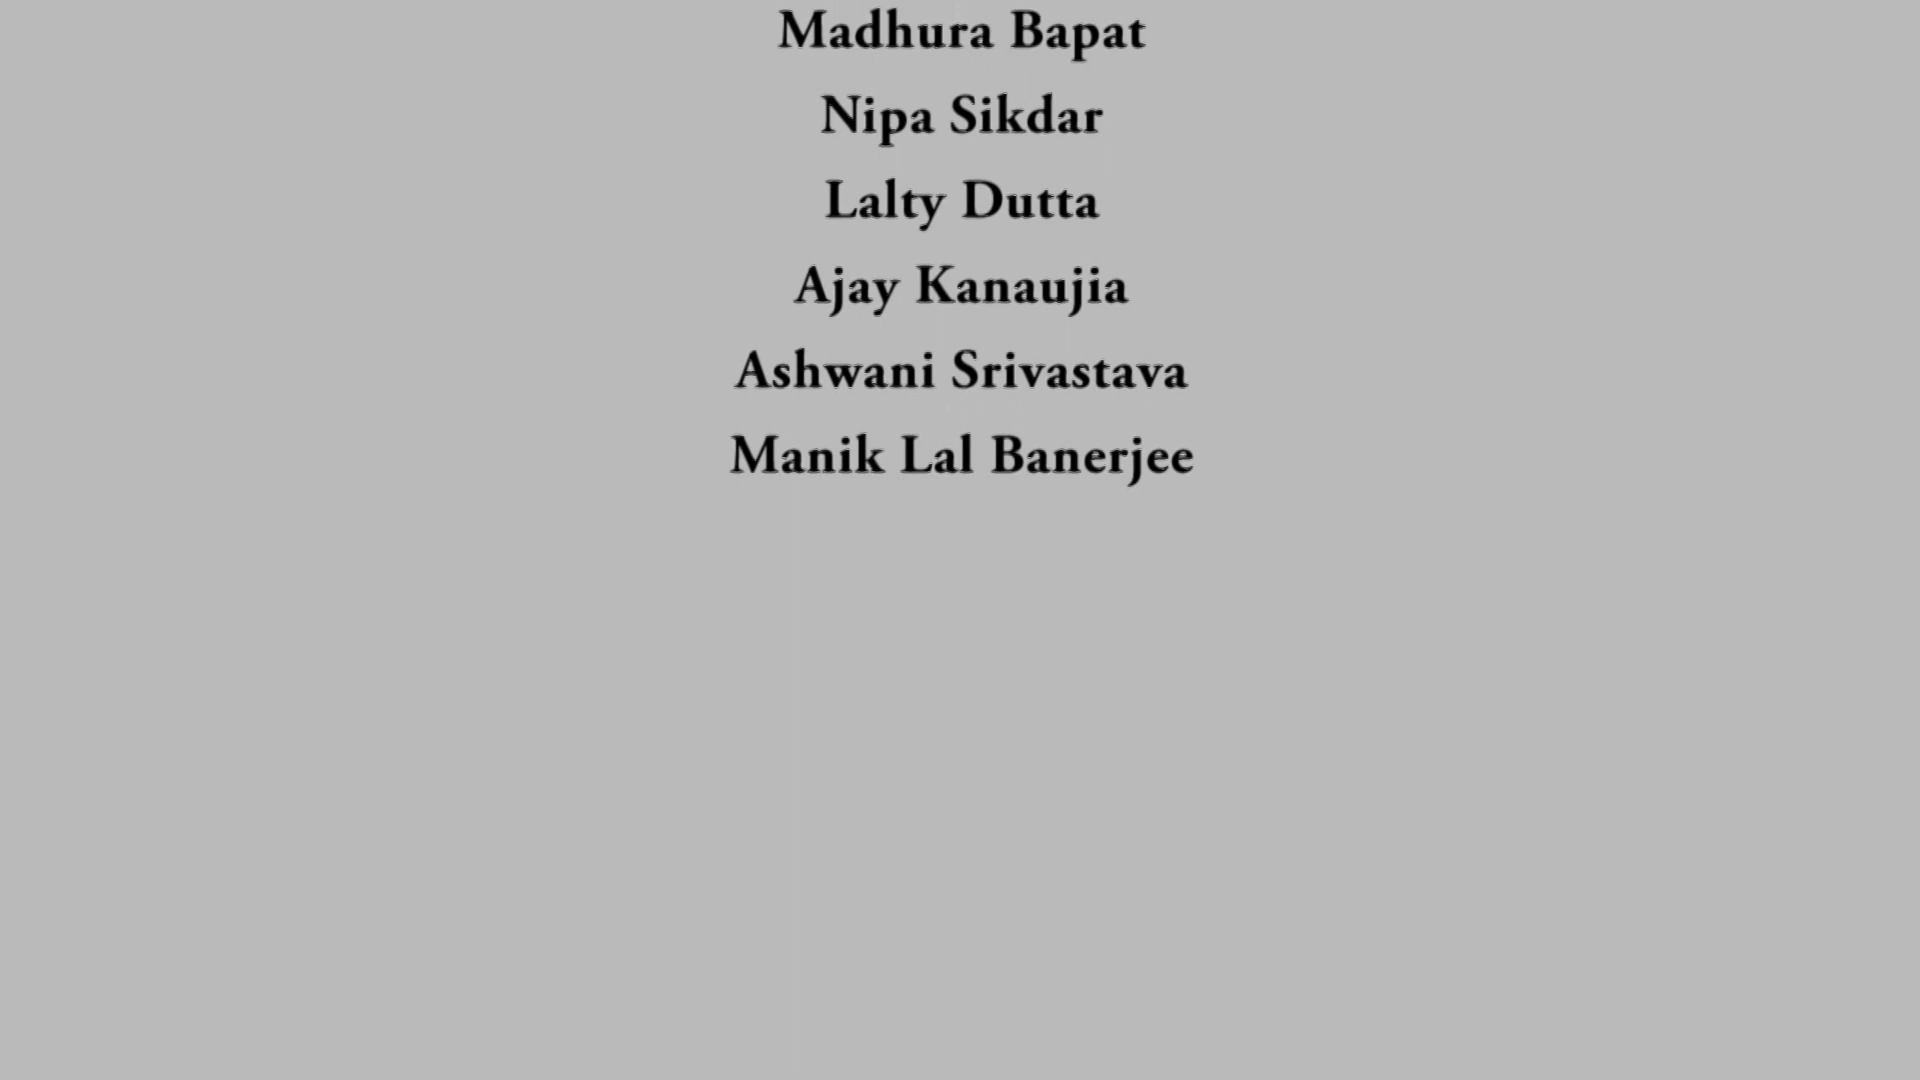 Madhura Bapat
Nipa Sikdar
Lalty Dutta
Ajay Kanaujia
Ashwani Srivastava
Manik Lal Banerjee